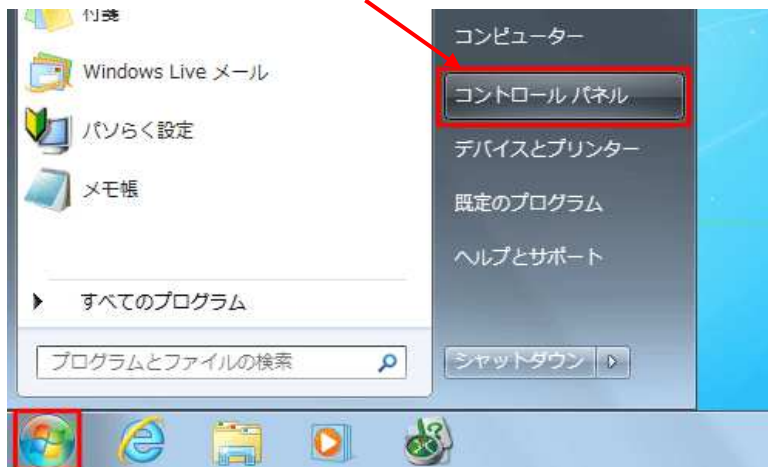 付箋
Windows Live メール
パソらく設定
メモ帳
すべてのプログラム
プログラムとファイルの検索
コンピューター
コントロール パネル
デバイスとプリンター
既定のプログラム
ヘルプとサポート
シャットダウン